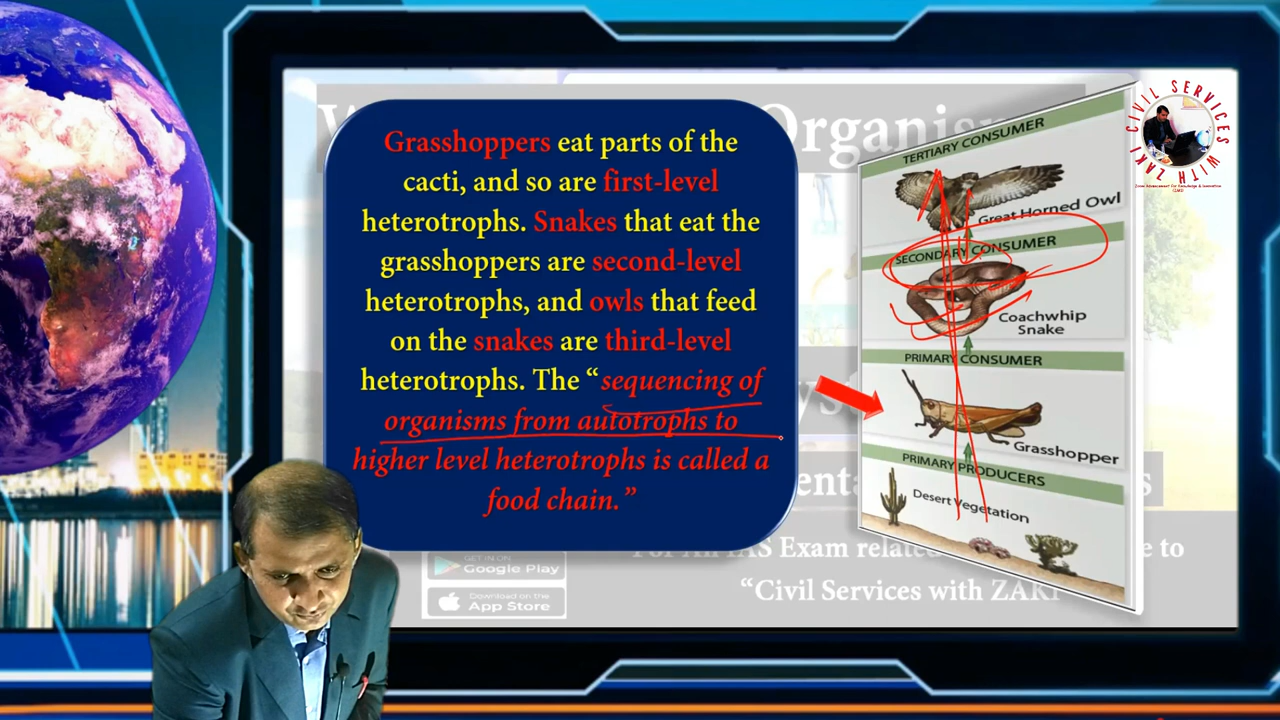 Organism
Grasshoppers eat parts of the
cacti, and so are first-level
heterotrophs. Snakes that eat the
grasshoppers are second-level
heterotrophs, and owls that feed
on the snakes are third-level
heterotrophs. The “sequencing of
organisms from autotrophs to
higher level heterotrophs is called a
food chain.”
TERTIARY CONSUMER
Great Horned Owl
SECONDARY CONSUMER
Coachwhip
Snake
PRIMARY CONSUMER
Grasshopper
PRIMARY PRODUCERS
Desert Vegetation
CIVIL SERVICES WITH ZAKI
GET IT ON
Google Play
Download on the
App Store
Exam relate
to
“Civil Services with ZAKI